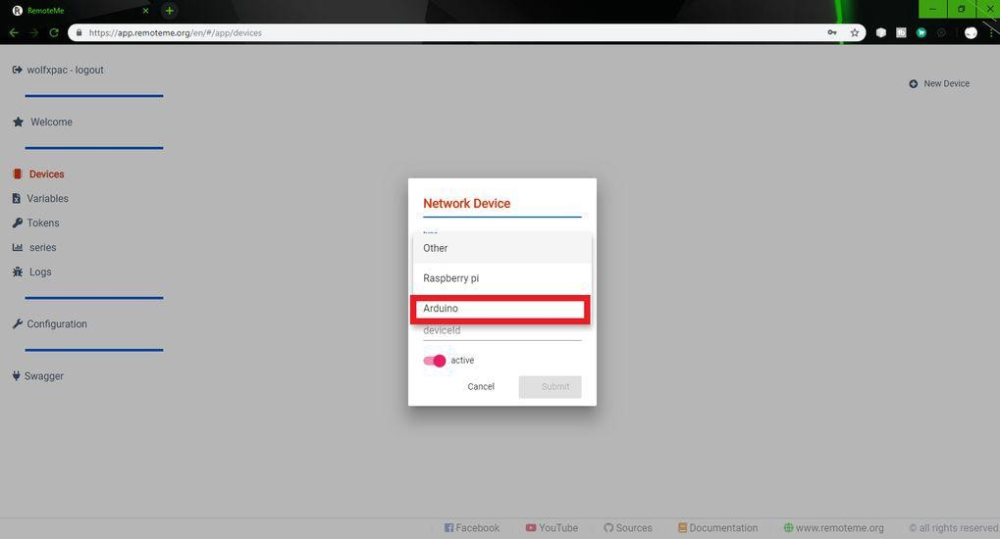 RemoteMe
https://app.remoteme.org/en/#/app/devices
wolfxpac - logout
New Device
Welcome
Devices
Variables
Tokens
series
Logs
Configuration
Swagger
Network Device
type
Other
Raspberry pi
Arduino
deviceId
active
Cancel
Submit
Facebook
YouTube
Sources
Documentation
www.remoteme.org
© all rights reserved